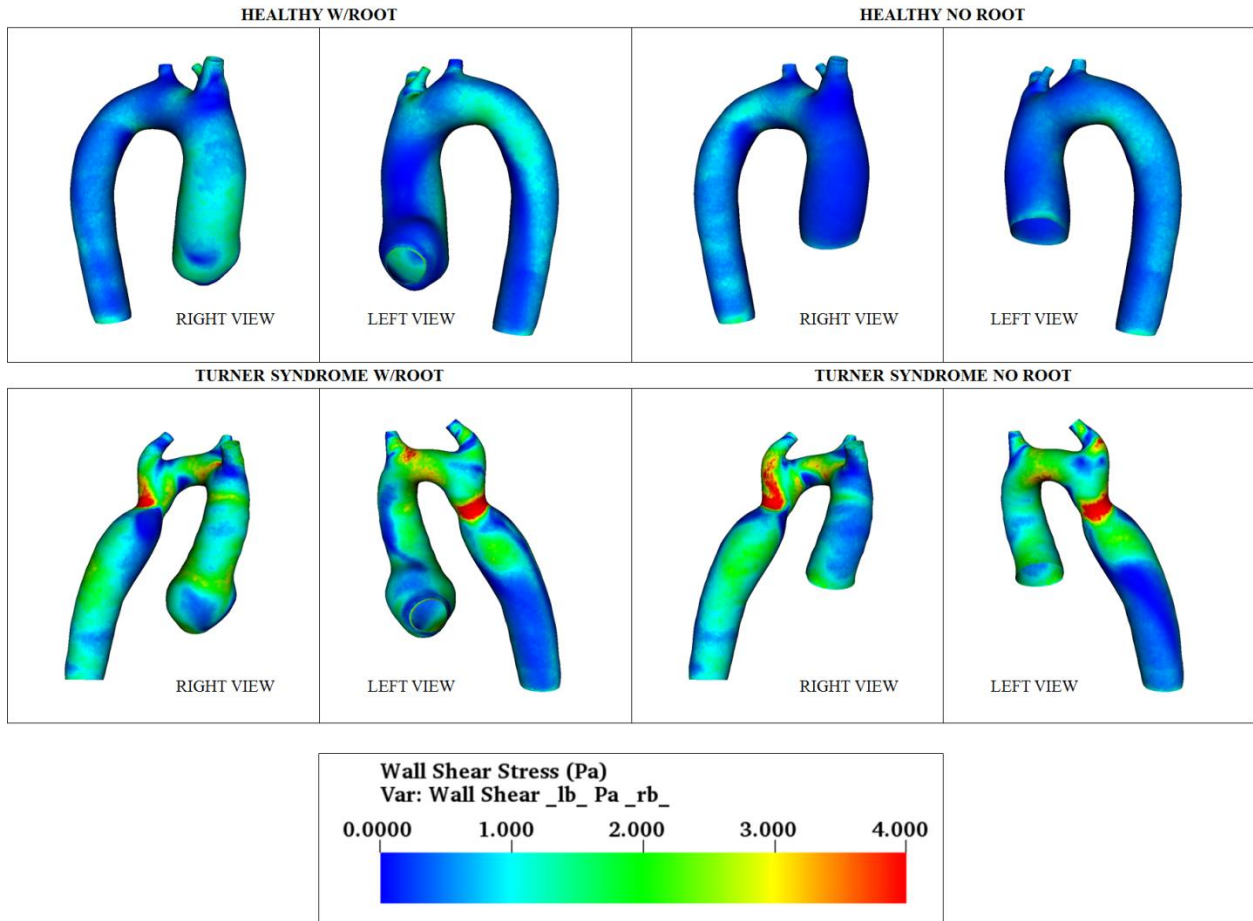 HEALTHY W/ROOT
HEALTHY NO ROOT
RIGHT VIEW
LEFT VIEW
RIGHT VIEW
LEFT VIEW
TURNER SYNDROME W/ROOT
TURNER SYNDROME NO ROOT
RIGHT VIEW
LEFT VIEW
RIGHT VIEW
LEFT VIEW
Wall Shear Stress (Pa)
Var: Wall Shear _lb_ Pa _rb_
0.0000 1.000 2.000 3.000 4.000